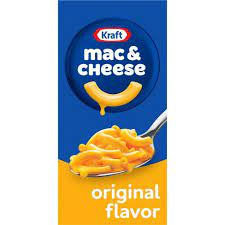 Kraft
mac &
cheese
original
flavor